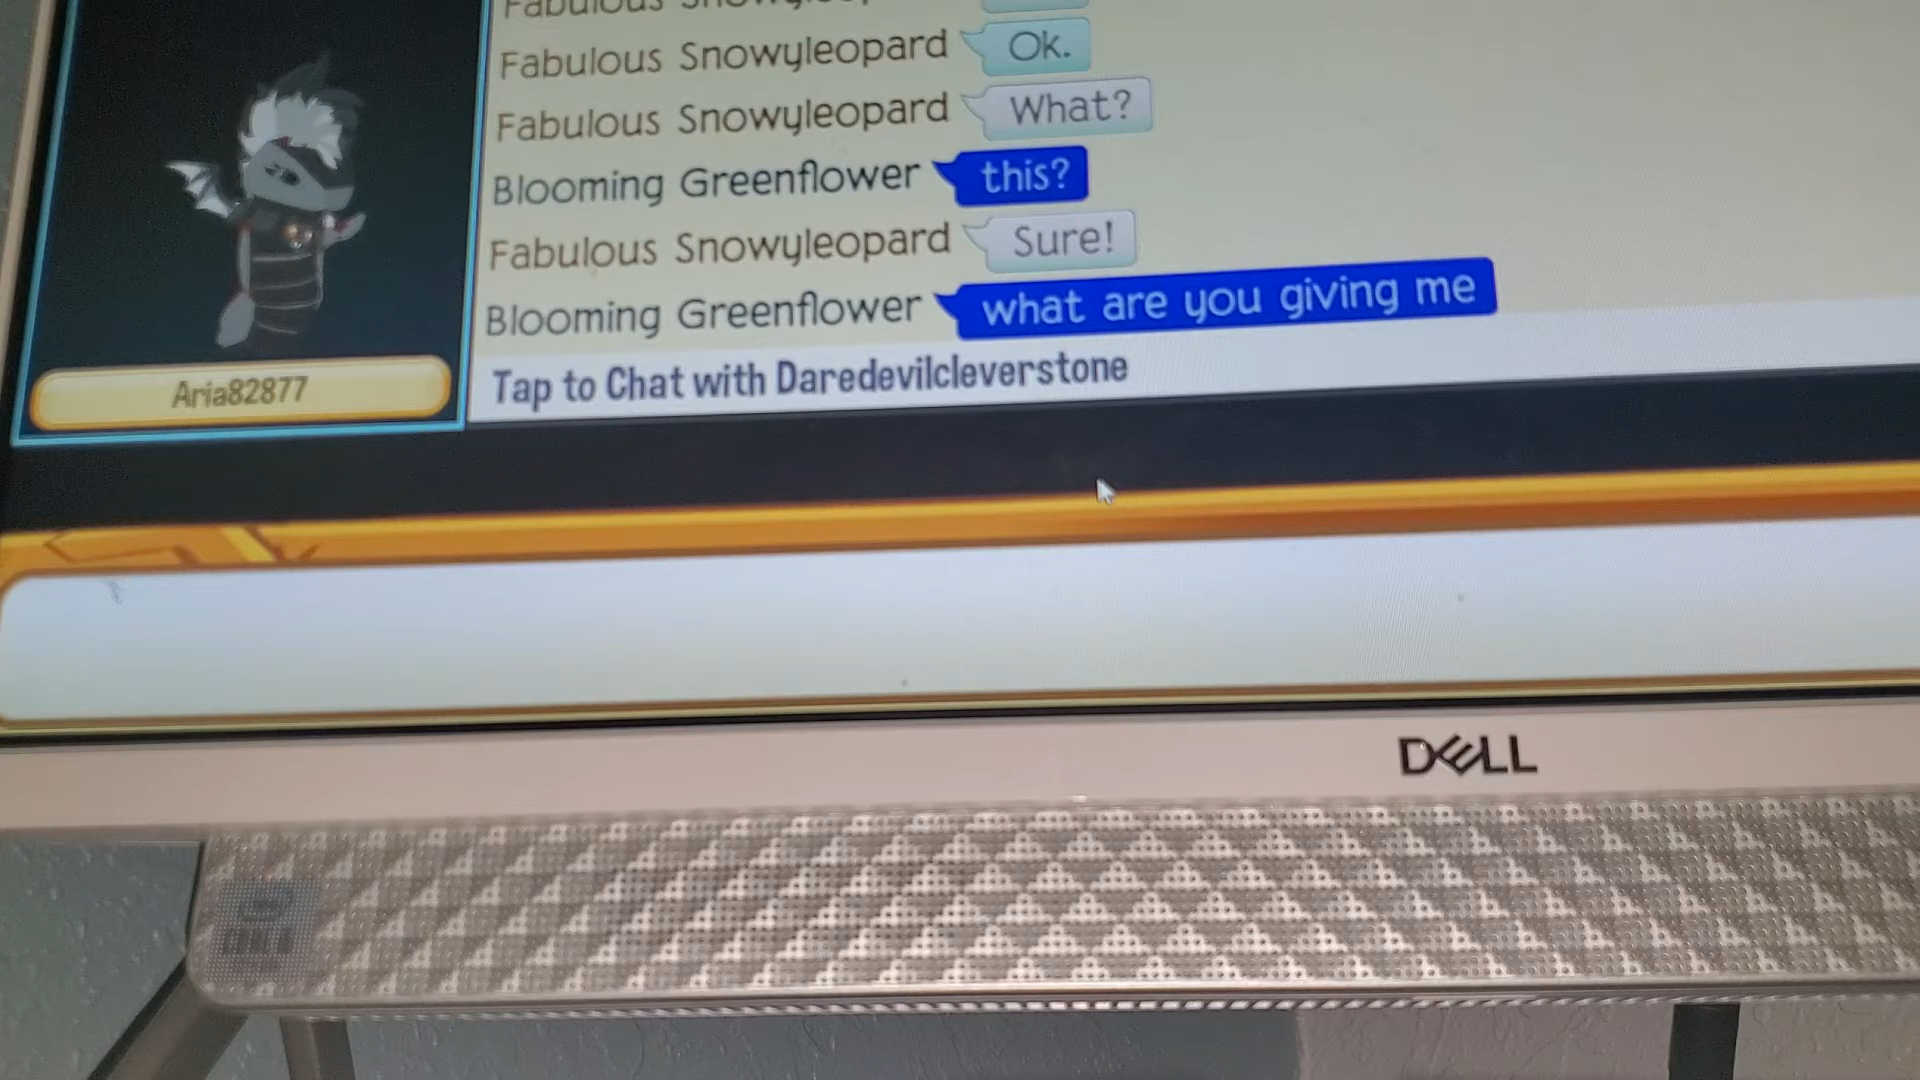 Fabulous
Fabulous Snowyleopard Ok.
Fabulous Snowyleopard What?
Blooming Greenflower this?
Fabulous Snowyleopard Sure!
Blooming Greenflower what are you giving me
Aria82877
Tap to Chat with Daredevilcleverstone
DELL